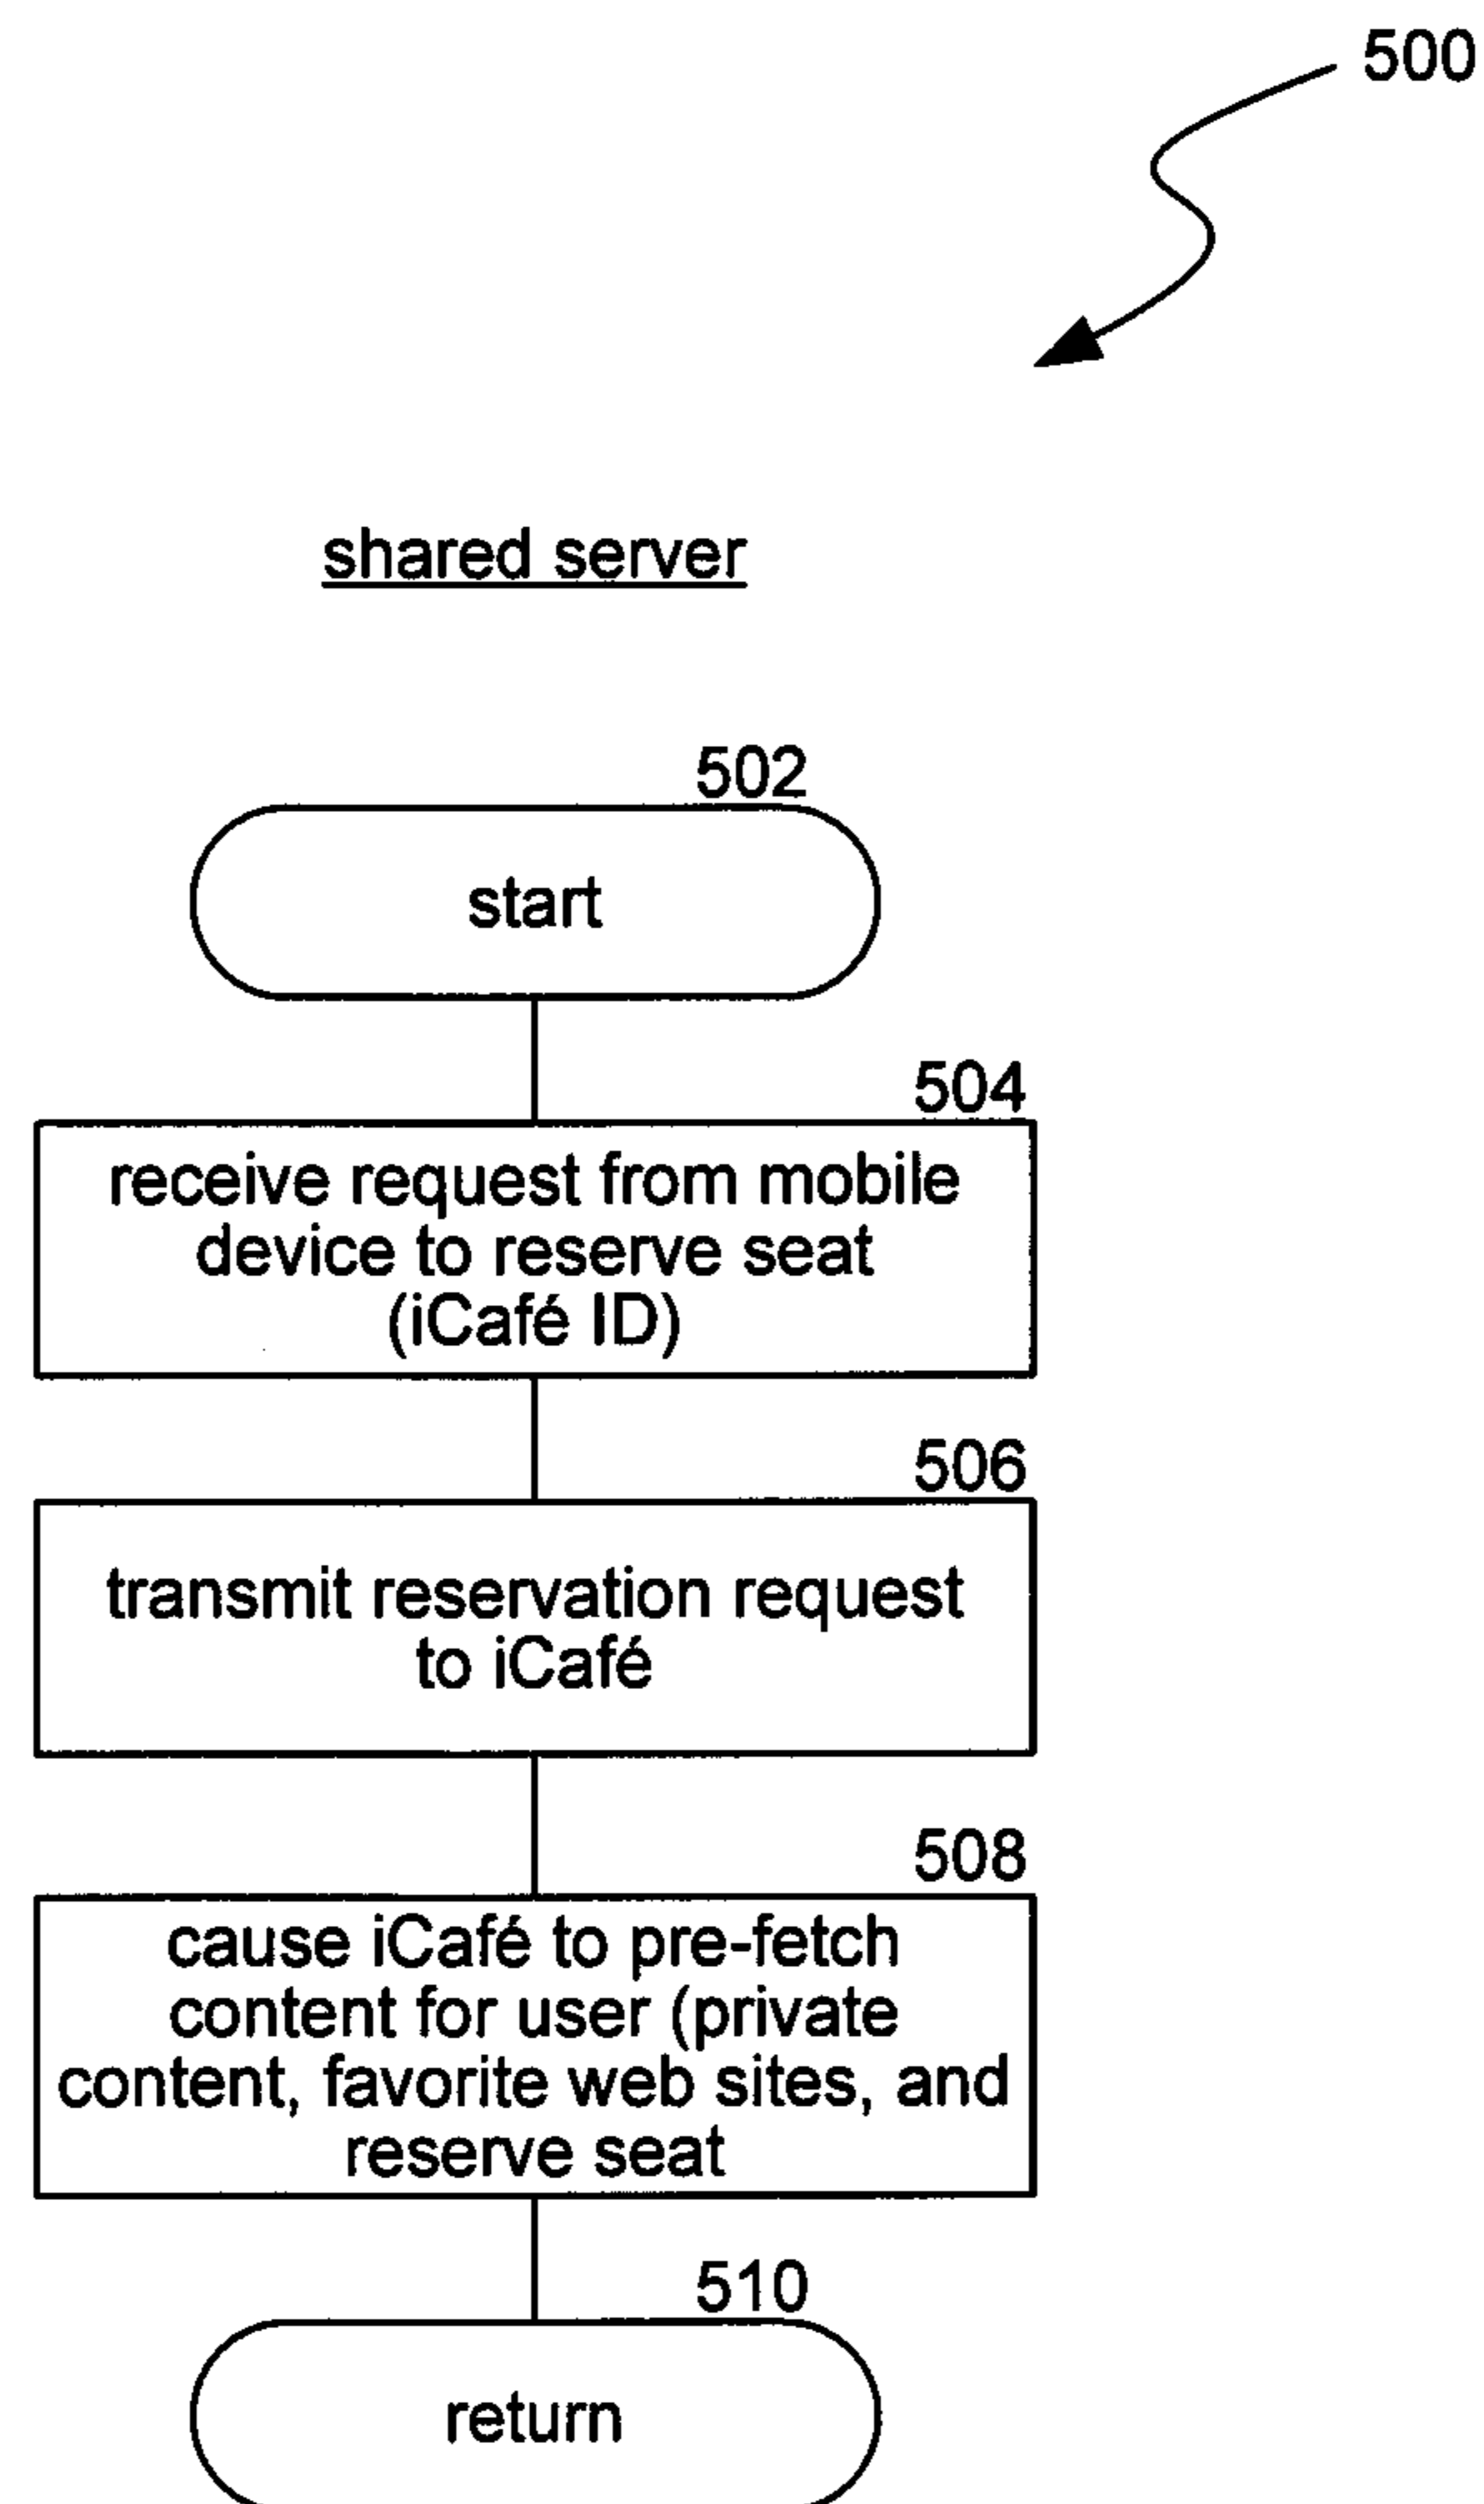 500
shared server
502
start
504
receive request from mobile
device to reserve seat
(iCafé ID)
506
transmit reservation request
to iCafé
508
cause iCafé to pre-fetch
content for user (private
content, favorite web sites, and
reserve seat
510
return